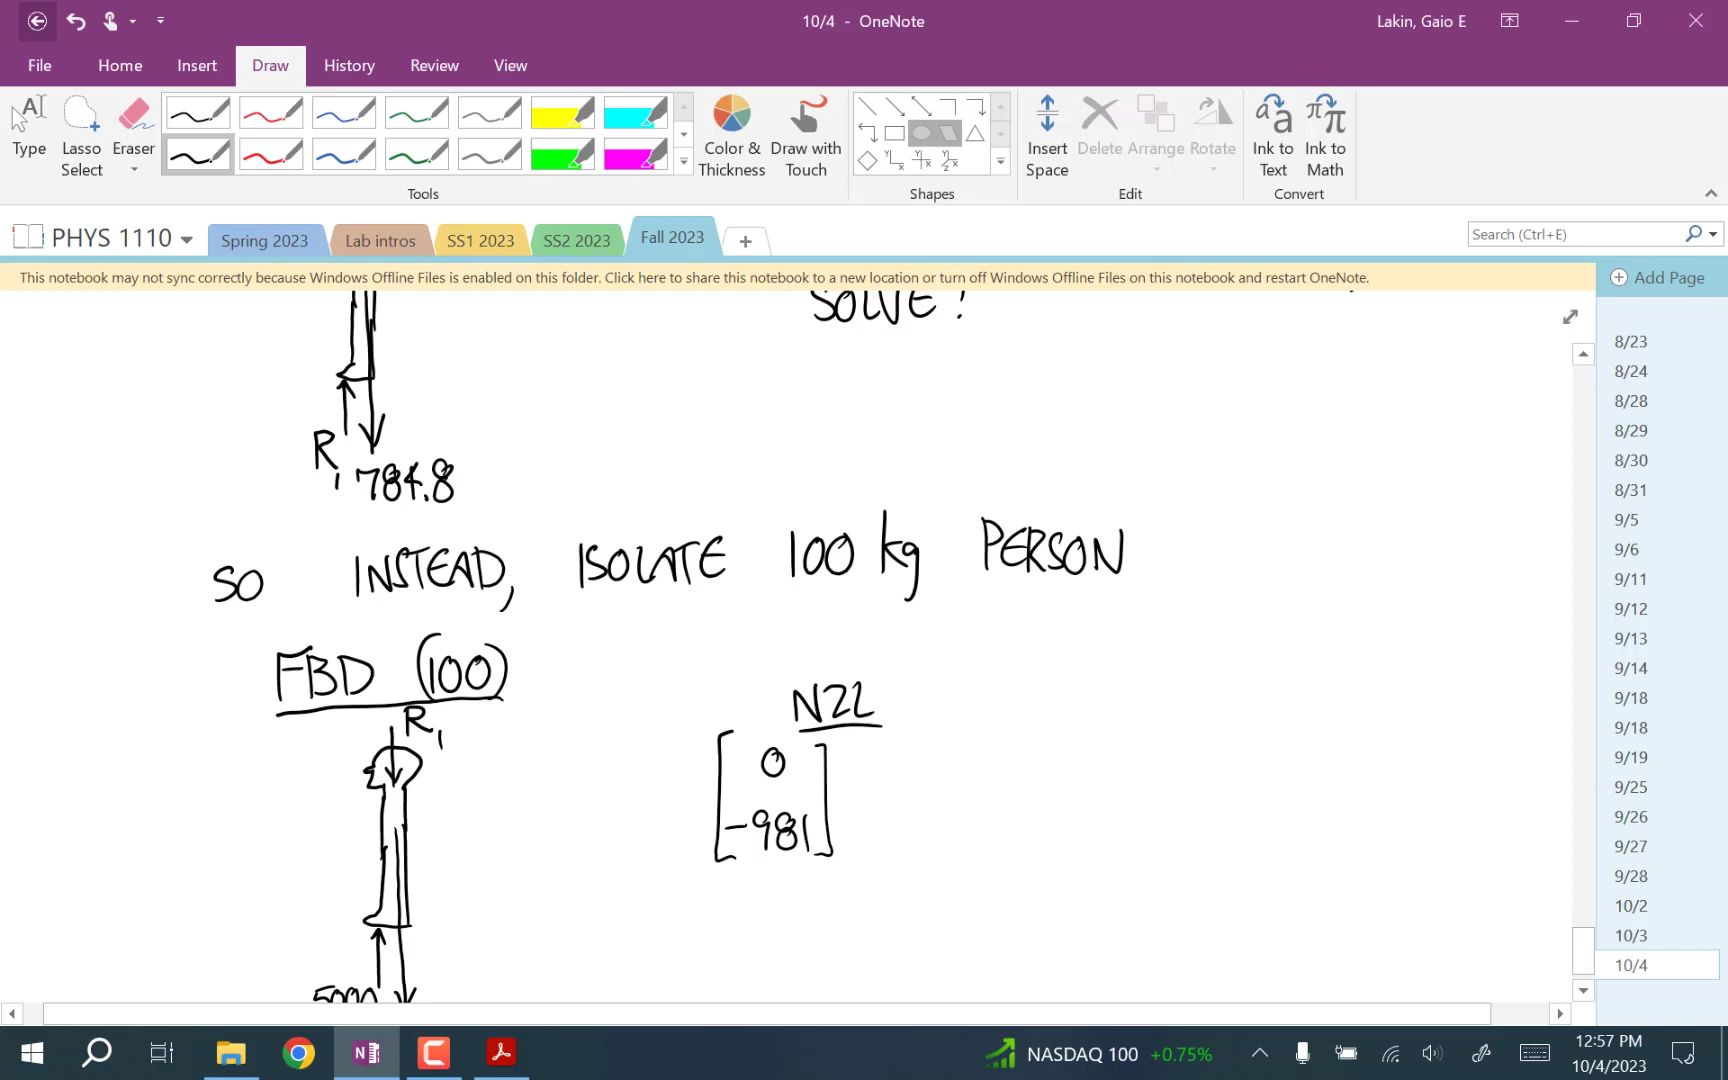 10/4 - OneNote
Lakin, Gaio E
File Home Insert Draw History Review View
Type
Lasso Select
Eraser
Color & Thickness
Draw with Touch
Insert Space
Delete
Arrange
Rotate
Ink to Text
Ink to Math
Tools
Shapes
Edit
Convert
PHYS 1110
Spring 2023
Lab intros
SS1 2023
SS2 2023
Fall 2023
Search (Ctrl+E)
This notebook may not sync correctly because Windows Offline Files is enabled on this folder. Click here to share this notebook to a new location or turn off Windows Offline Files on this notebook and restart OneNote.
Add Page
8/23
8/24
8/28
8/29
8/30
8/31
9/5
9/6
9/11
9/12
9/13
9/14
9/18
9/18
9/19
9/25
9/26
9/27
9/28
10/2
10/3
10/4
SOLVE!
R1
784.8
SO INSTEAD, ISOLATE 100 kg PERSON
FBD (100)
R1
N2L
0
-981
5000
NASDAQ 100 +0.75%
12:57 PM
10/4/2023